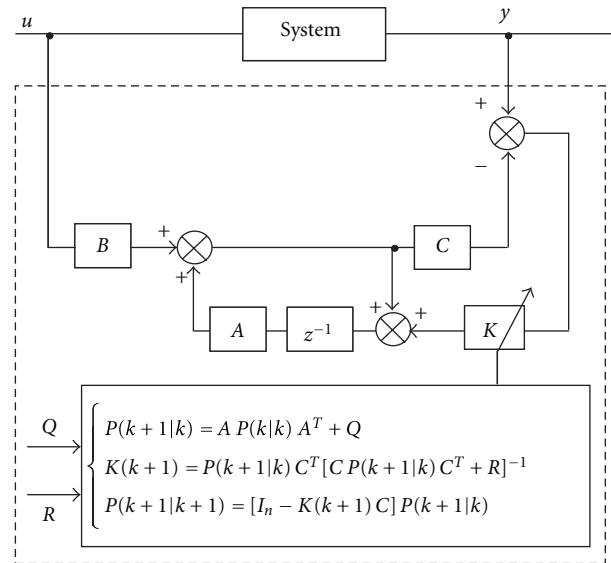 u
System
y
+
−
B
+
+
C
A
z⁻¹
+
+
K
Q
R
P(k + 1|k) = A P(k|k) Aᵀ + Q
K(k + 1) = P(k + 1|k) Cᵀ[C P(k + 1|k) Cᵀ + R]⁻¹
P(k + 1|k + 1) = [Iₙ − K(k + 1) C] P(k + 1|k)